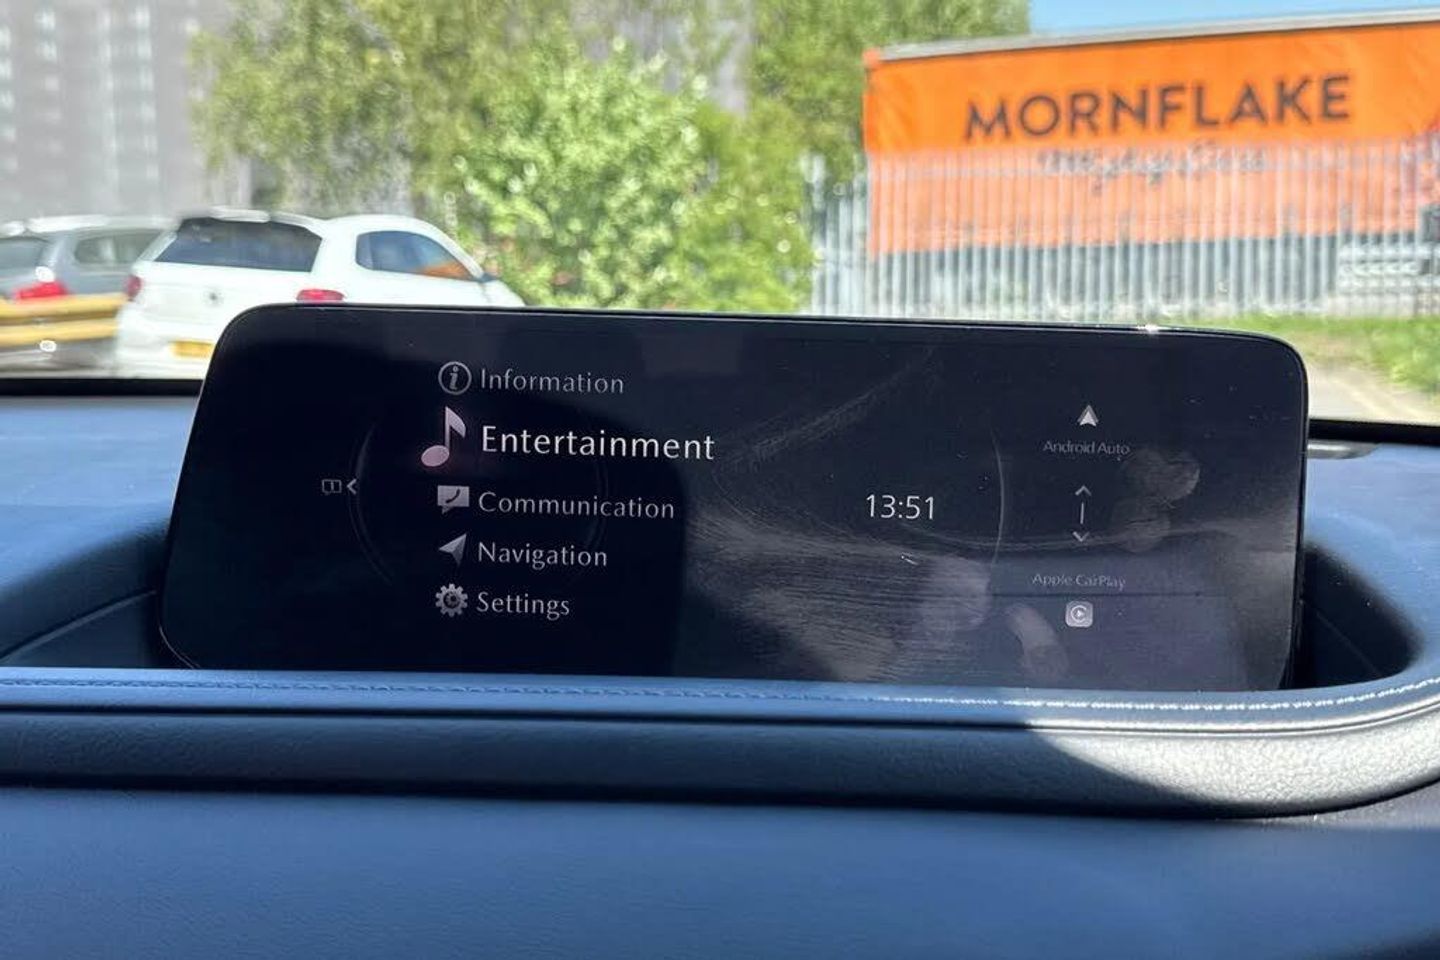 MORNFLAKE
Information
Entertainment
Communication
Navigation
Settings
13:51
Android Auto
Apple CarPlay